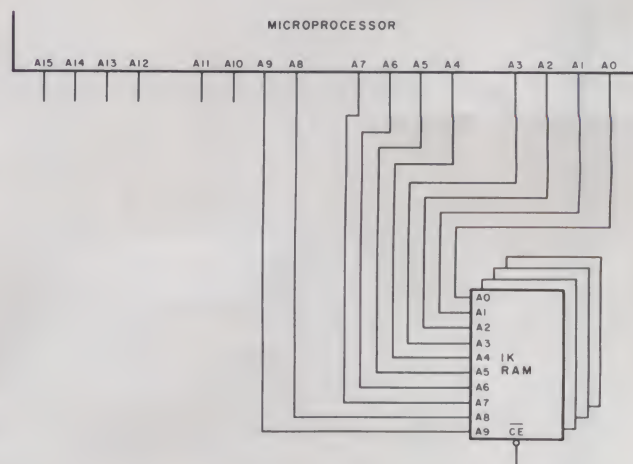 MICROPROCESSOR
A15 A14 A13 A12 A11 A10 A9 A8 A7 A6 A5 A4 A3 A2 A1 A0
A0
A1
A2
A3
A4 1K
A5 RAM
A6
A7
A8
A9 CE